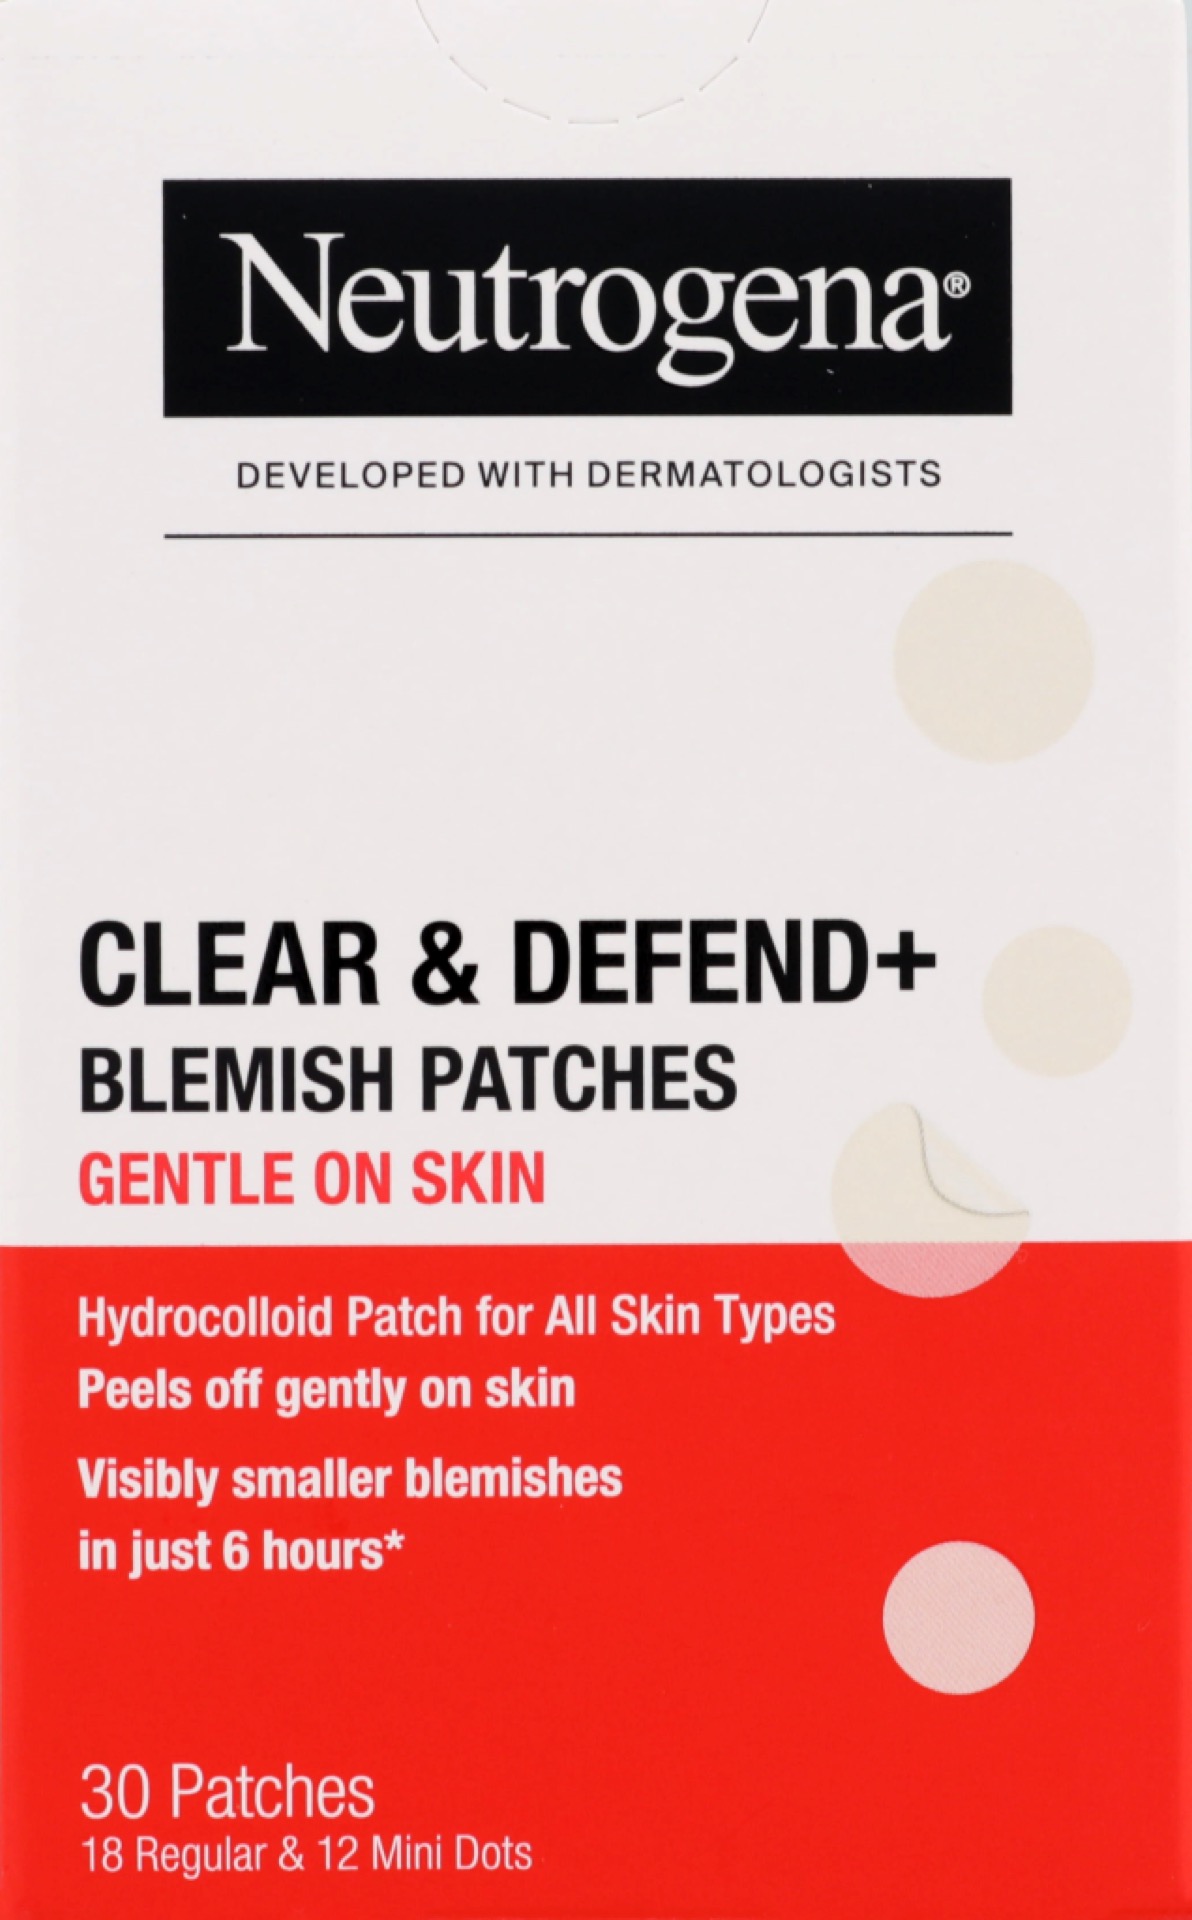 Neutrogena®
DEVELOPED WITH DERMATOLOGISTS
CLEAR & DEFEND+
BLEMISH PATCHES
GENTLE ON SKIN
Hydrocolloid Patch for All Skin Types
Peels off gently on skin
Visibly smaller blemishes
in just 6 hours*
30 Patches
18 Regular & 12 Mini Dots